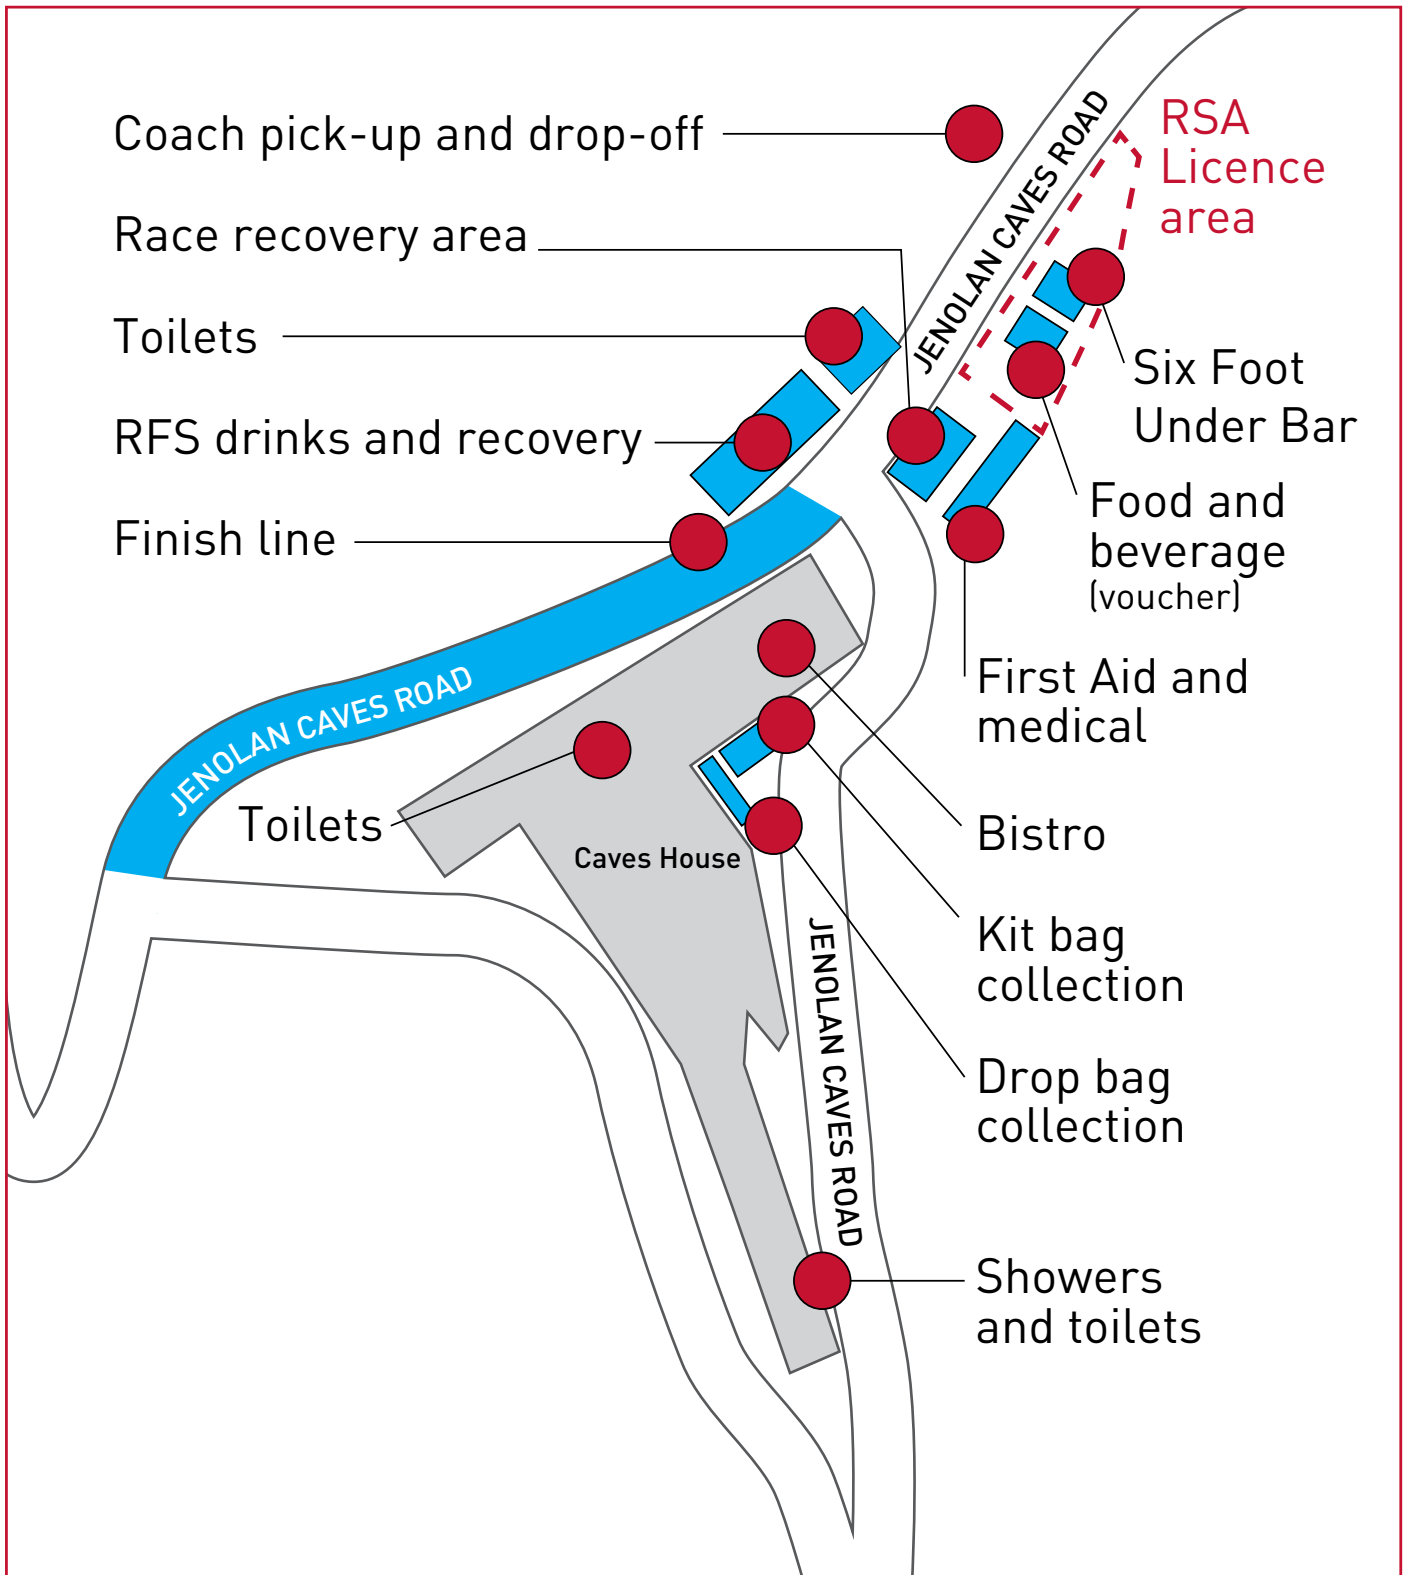 Coach pick-up and drop-off
Race recovery area
Toilets
RFS drinks and recovery
Finish line
JENOLAN CAVES ROAD
RSA
Licence
area
Six Foot
Under Bar
Food and
beverage
(voucher)
First Aid and
medical
JENOLAN CAVES ROAD
Toilets
Caves House
Bistro
Kit bag
collection
Drop bag
collection
JENOLAN CAVES ROAD
Showers
and toilets